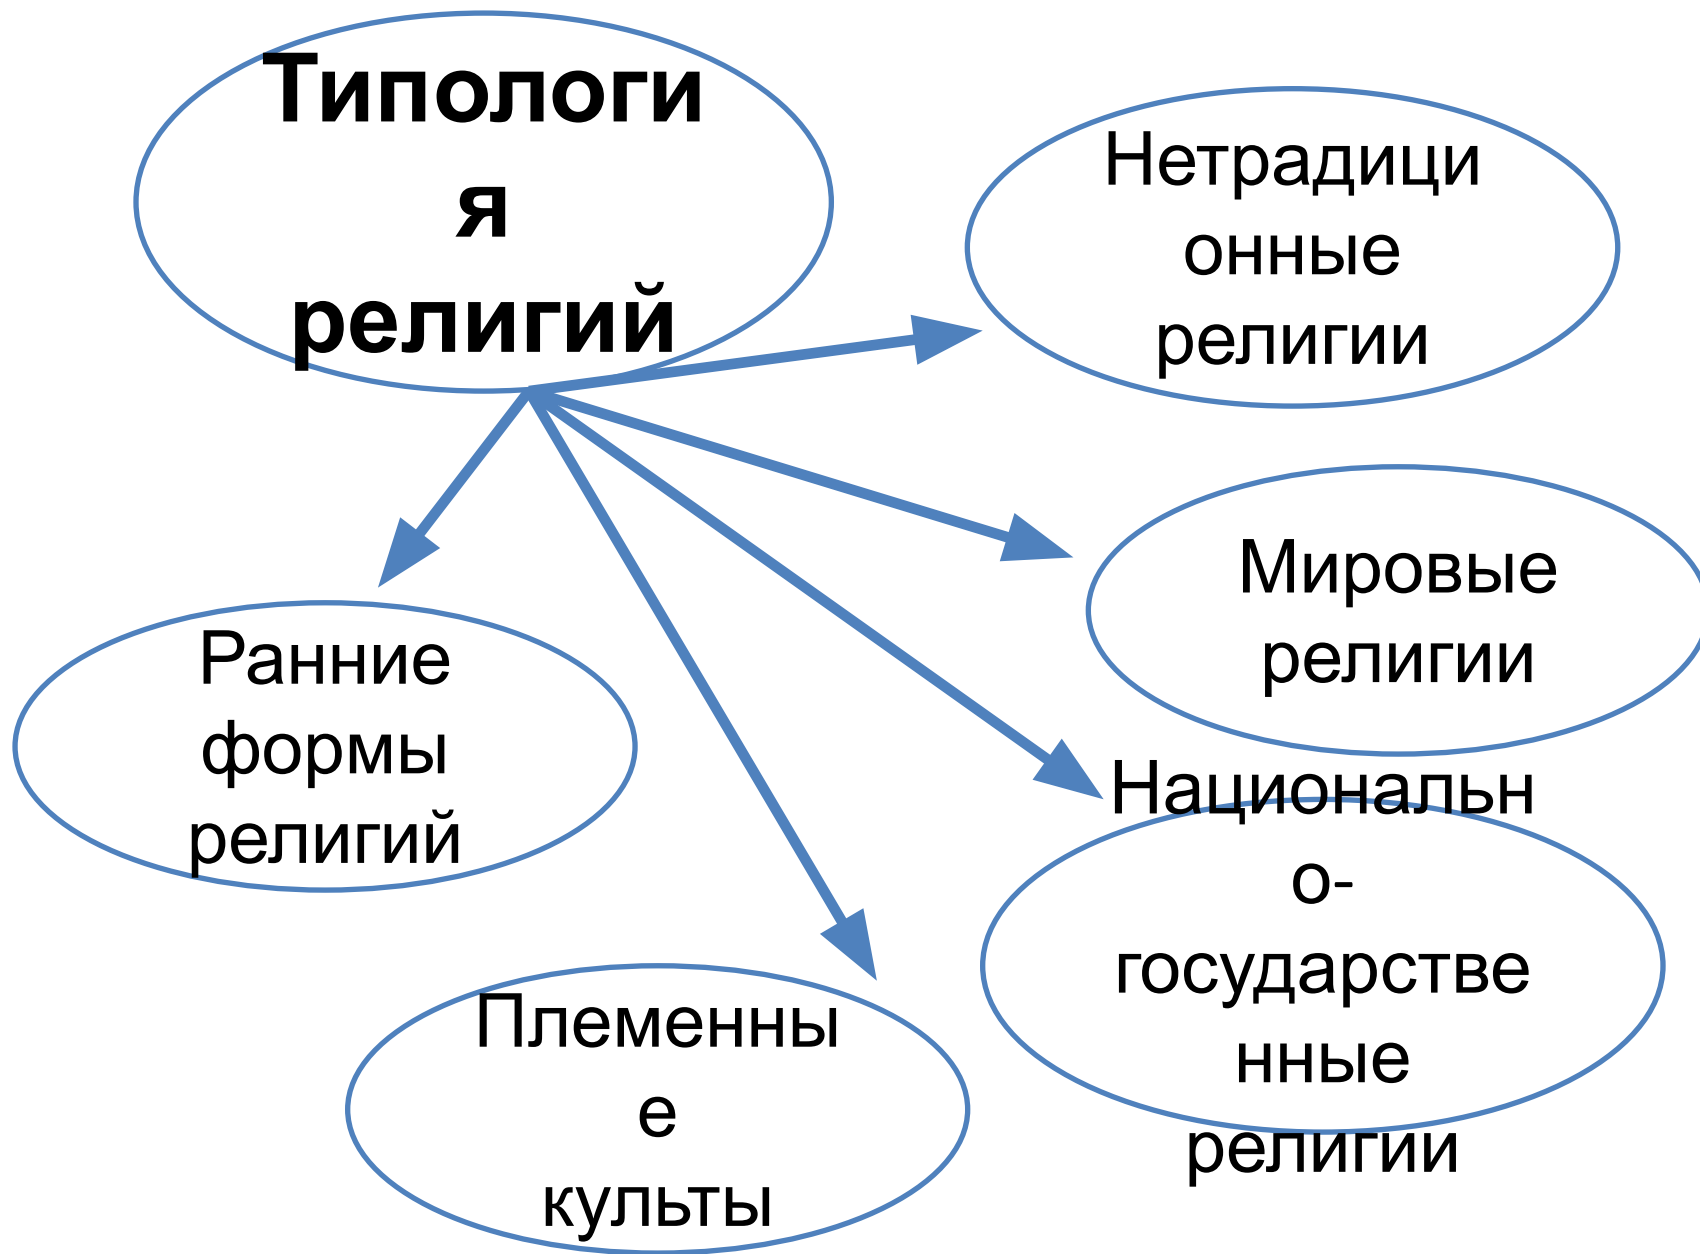 Типологи
я
религий
Нетрадици
онные
религии
Мировые
религии
Ранние
формы
религий
Национальн
о-
государстве
нные
религии
Племенны
е
культы